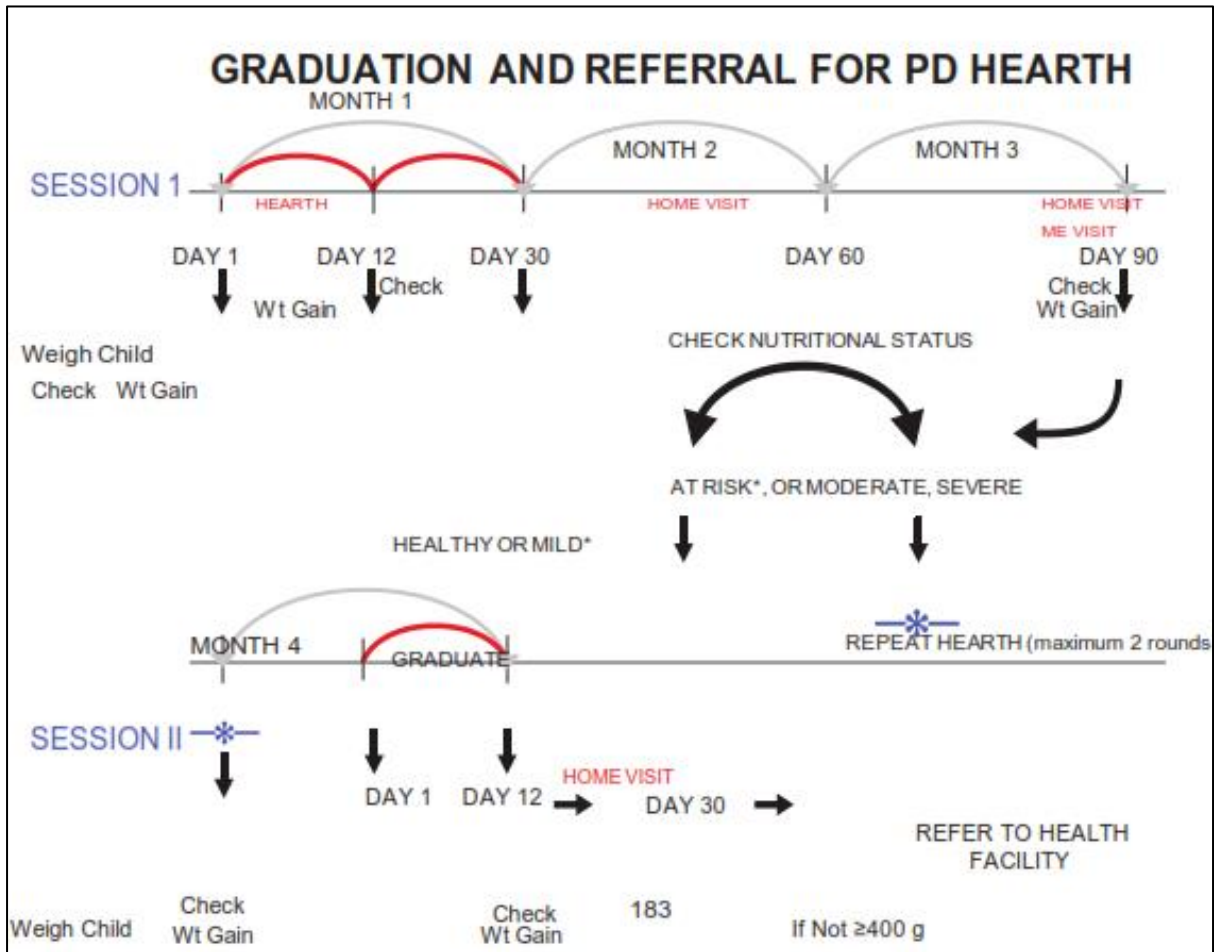 GRADUATION AND REFERRAL FOR PD HEARTH
MONTH 1
MONTH 2
MONTH 3
SESSION 1
HEARTH
HOME VISIT
HOME VISIT
ME VISIT
DAY 1
DAY 12
DAY 30
DAY 60
DAY 90
Check
Wt Gain
Check
Wt Gain
Weigh Child
Check Wt Gain
CHECK NUTRITIONAL STATUS
AT RISK*, OR MODERATE, SEVERE
HEALTHY OR MILD*
MONTH 4
GRADUATE
REPEAT HEARTH (maximum 2 rounds
SESSION II
HOME VISIT
DAY 1
DAY 12
DAY 30
REFER TO HEALTH
FACILITY
Weigh Child
Check
Wt Gain
Check
Wt Gain
183
If Not ≥400 g